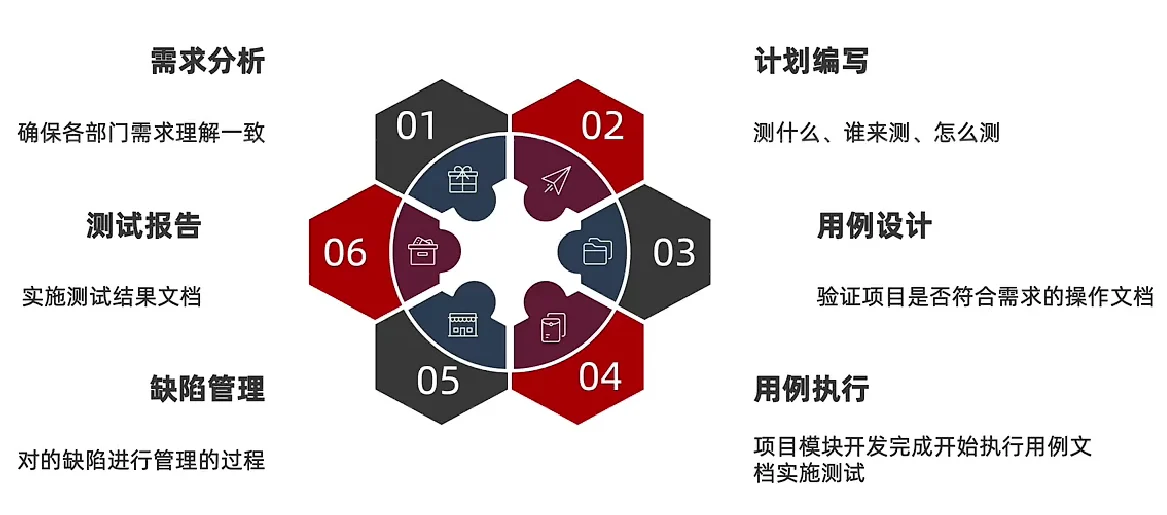 01
需求分析
确保各部门需求理解一致
02
计划编写
测什么、谁来测、怎么测
03
用例设计
验证项目是否符合需求的操作文档
04
用例执行
项目模块开发完成开始执行用例文
档实施测试
05
缺陷管理
对的缺陷进行管理的过程
06
测试报告
实施测试结果文档